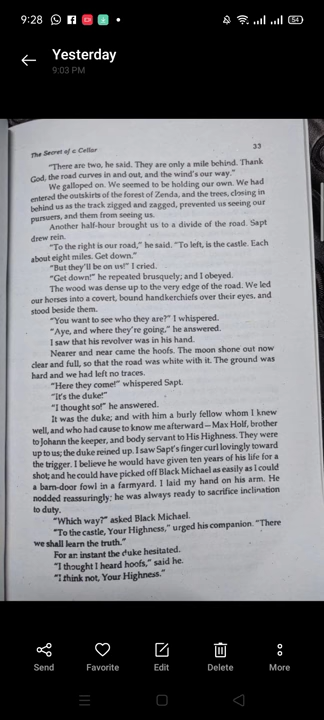 9:28
54
Yesterday
9:03 PM
The Secret of a Cellar 33
"There are two, he said. They are only a mile behind. Thank
God, the road curves in and out, and the wind's our way."
We galloped on. We seemed to be holding our own. We had
entered the outskirts of the forest of Zenda, and the trees, closing in
behind us as the track zigged and zagged, prevented us seeing our
pursuers, and them from seeing us.
Another half-hour brought us to a divide of the road. Sapt
drew rein.
"To the right is our road," he said. "To left, is the castle. Each
about eight miles. Get down."
"But they'll be on us!" I cried.
"Get down!" he repeated brusquely; and I obeyed.
The wood was dense up to the very edge of the road. We led
our horses into a covert, bound handkerchiefs over their eyes, and
stood beside them.
"You want to see who they are?" I whispered.
"Aye, and where they're going," he answered.
I saw that his revolver was in his hand.
Nearer and near came the hoofs. The moon shone out now
clear and full, so that the road was white with it. The ground was
hard and we had left no traces.
"Here they come!" whispered Sapt.
"It's the duke!"
"I thought so!" he answered.
It was the duke; and with him a burly fellow whom I knew
well, and who had cause to know me afterward—Max Holf, brother
to Johann the keeper, and body servant to His Highness. They were
up to us; the duke reined up. I saw Sapt's finger curl lovingly toward
the trigger. I believe he would have given ten years of his life for a
shot; and he could have picked off Black Michael as easily as I could
a barn-door fowl in a farmyard. I laid my hand on his arm. He
nodded reassuringly: he was always ready to sacrifice inclination
to duty.
"Which way?" asked Black Michael.
"To the castle, Your Highness," urged his companion. "There
we shall learn the truth."
For an instant the duke hesitated.
"I thought I heard hoofs," said he.
"I think not, Your Highness."
Send Favorite Edit Delete More